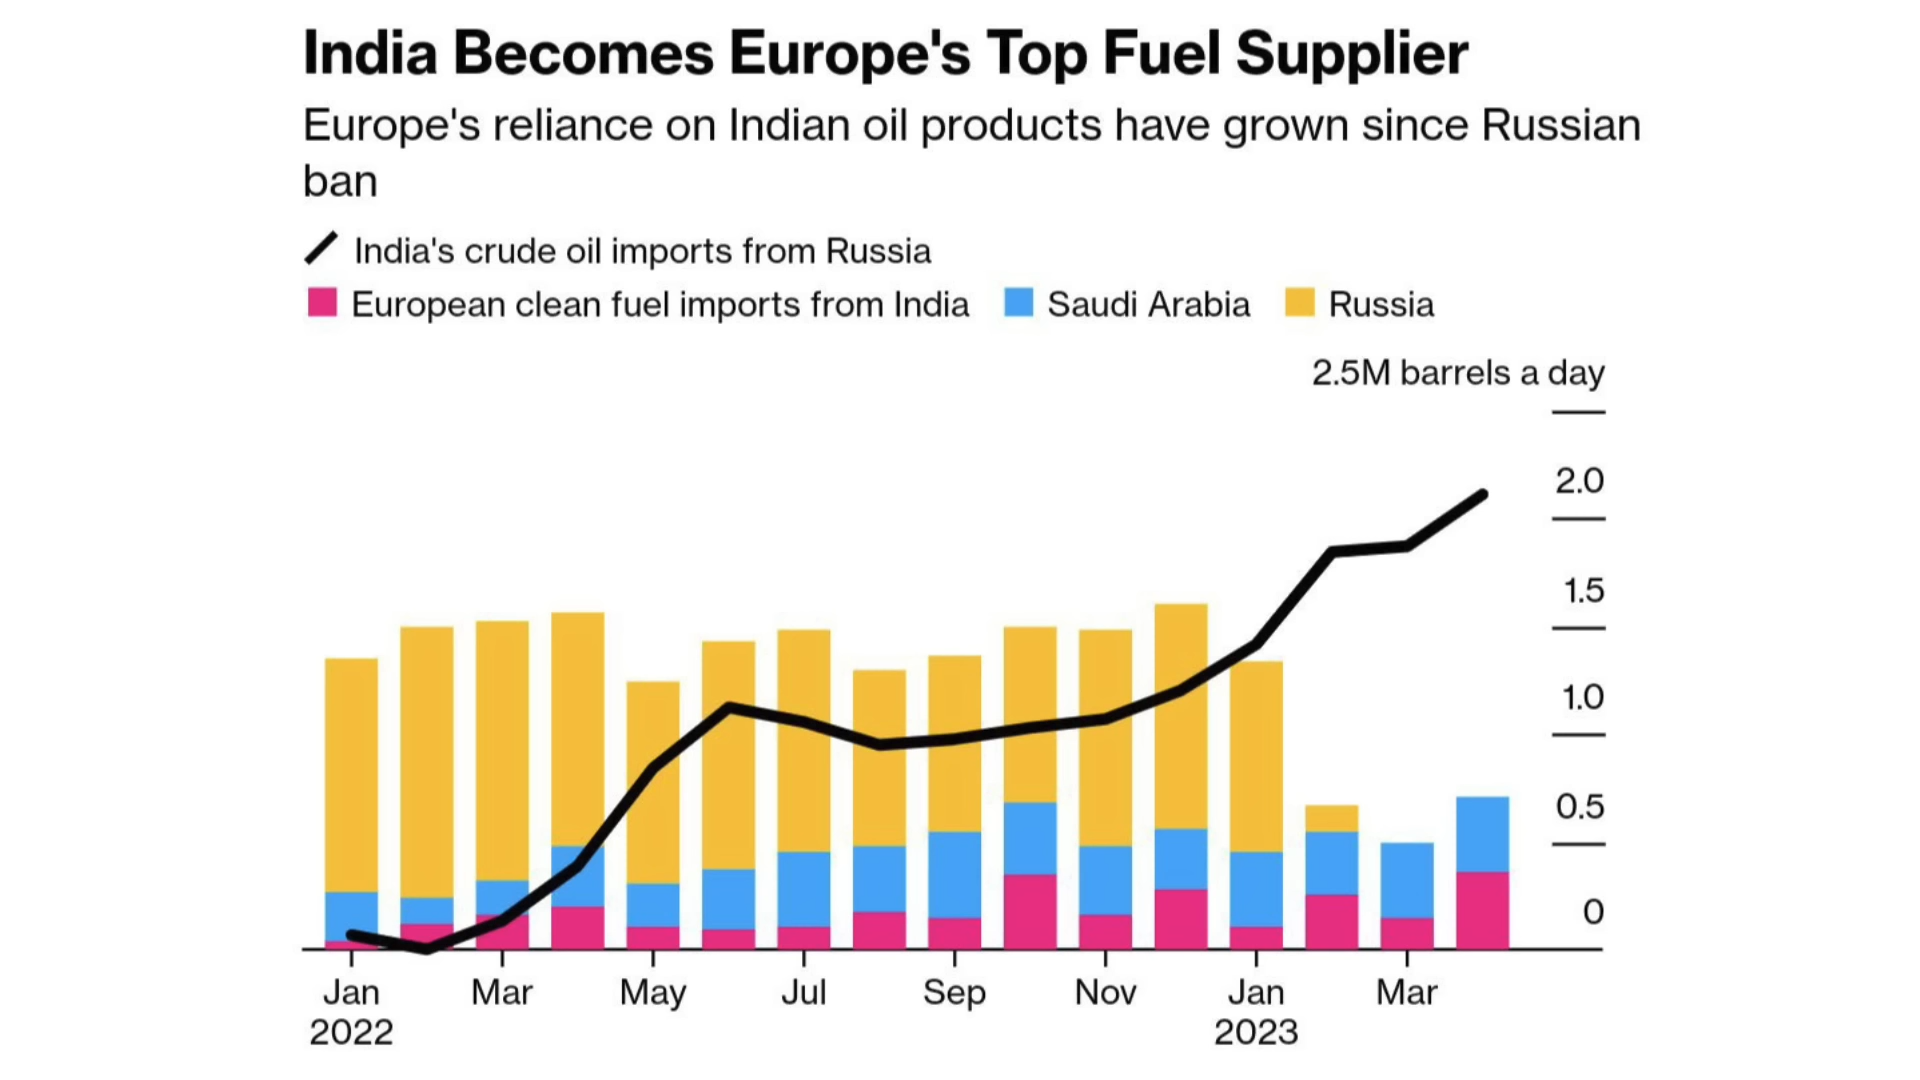 India Becomes Europe's Top Fuel Supplier
Europe's reliance on Indian oil products have grown since Russian
ban
India's crude oil imports from Russia
European clean fuel imports from India Saudi Arabia Russia
2.5M barrels a day
2.0
1.5
1.0
0.5
0
Jan Mar May Jul Sep Nov Jan Mar
2022 2023